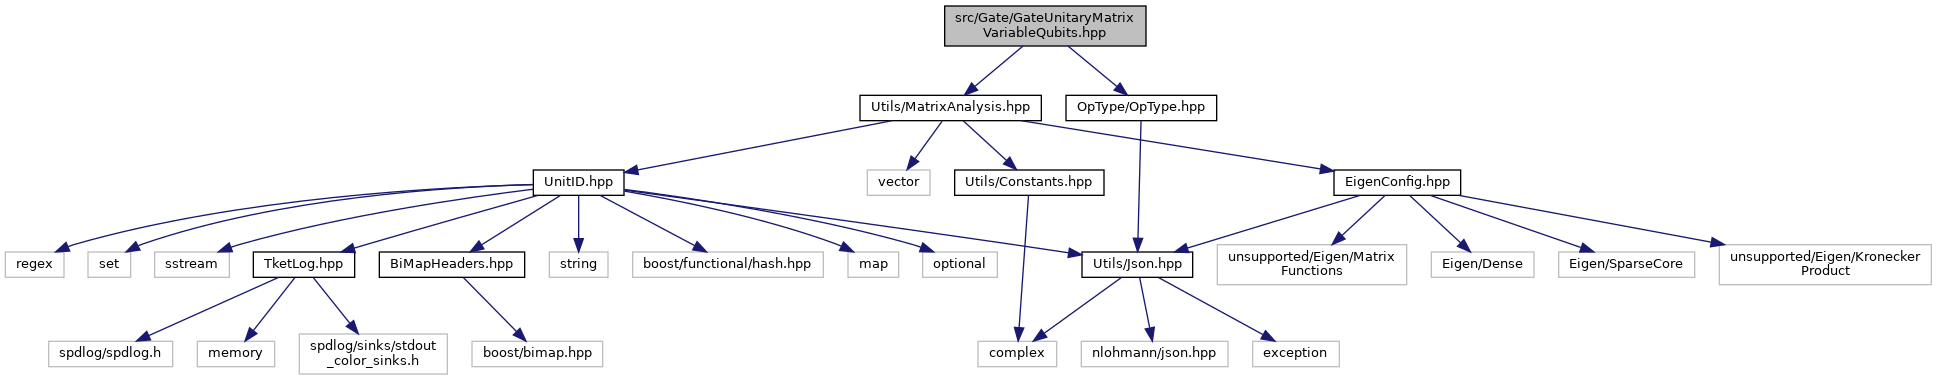 src/Gate/GateUnitaryMatrix
VariableQubits.hpp
Utils/MatrixAnalysis.hpp
OpType/OpType.hpp
UnitID.hpp
vector
Utils/Constants.hpp
EigenConfig.hpp
regex
set
sstream
TketLog.hpp
BiMapHeaders.hpp
string
boost/functional/hash.hpp
map
optional
Utils/Json.hpp
unsupported/Eigen/Matrix
Functions
Eigen/Dense
Eigen/SparseCore
unsupported/Eigen/Kronecker
Product
spdlog/spdlog.h
memory
spdlog/sinks/stdout
_color_sinks.h
boost/bimap.hpp
complex
nlohmann/json.hpp
exception